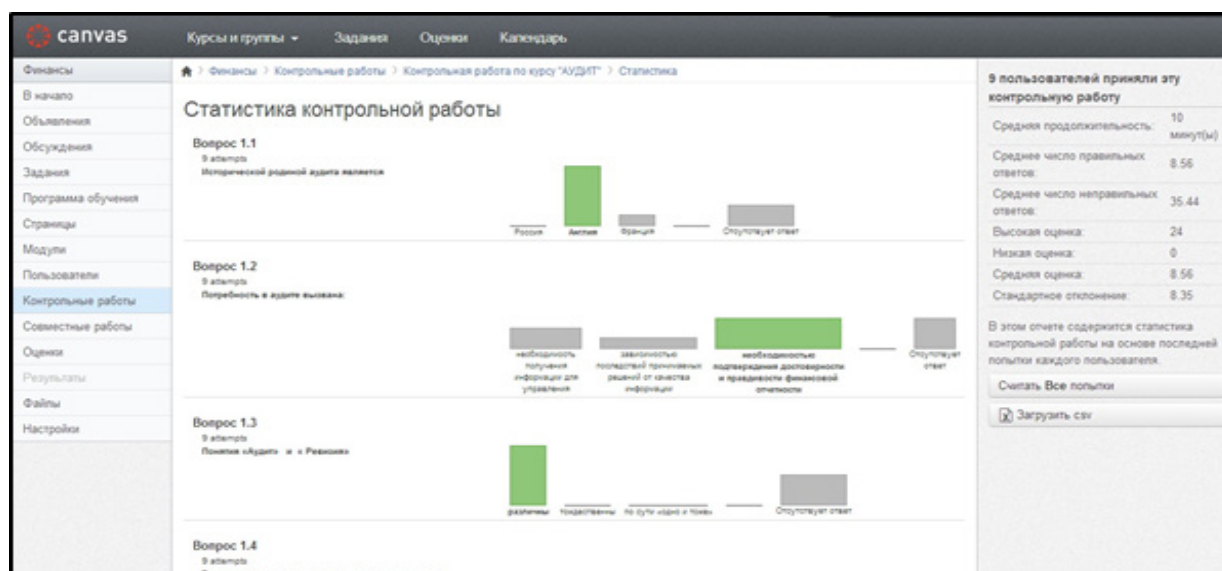 canvas
Курсы и группы
Задания
Оценки
Календарь
Финансы
В начало
Объявления
Обсуждения
Задания
Программа обучения
Страницы
Модули
Пользователи
Контрольные работы
Совместные работы
Оценки
Результаты
Файлы
Настройки
Финансы > Контрольные работы > Контрольная работа по курсу "АУДИТ" > Статистика
Статистика контрольной работы
Вопрос 1.1
9 attempts
Исторической родиной аудита является
Россия Англия Франция Отсутствует ответ
Вопрос 1.2
9 attempts
Потребность в аудите вызвана:
необходимость
получения
информации для
управления
зависимостью
последствий принимаемых
решений от качества
информации
необходимостью
подтверждения достоверности
и правдивости финансовой
отчетности
Отсутствует
ответ
Вопрос 1.3
9 attempts
Понятия «Аудит» и « Ревизия»
различны тождественны по сути «одно и тоже» Отсутствует ответ
Вопрос 1.4
9 attempts
9 пользователей приняли эту
контрольную работу
Средняя продолжительность: 10
минут(ы)
Среднее число правильных
ответов: 8.56
Среднее число неправильных
ответов: 35.44
Высокая оценка: 24
Низкая оценка: 0
Средняя оценка: 8.56
Стандартное отклонение: 8.35
В этом отчете содержится статистика
контрольной работы на основе последней
попытки каждого пользователя.
Считать Все попытки
Загрузить csv